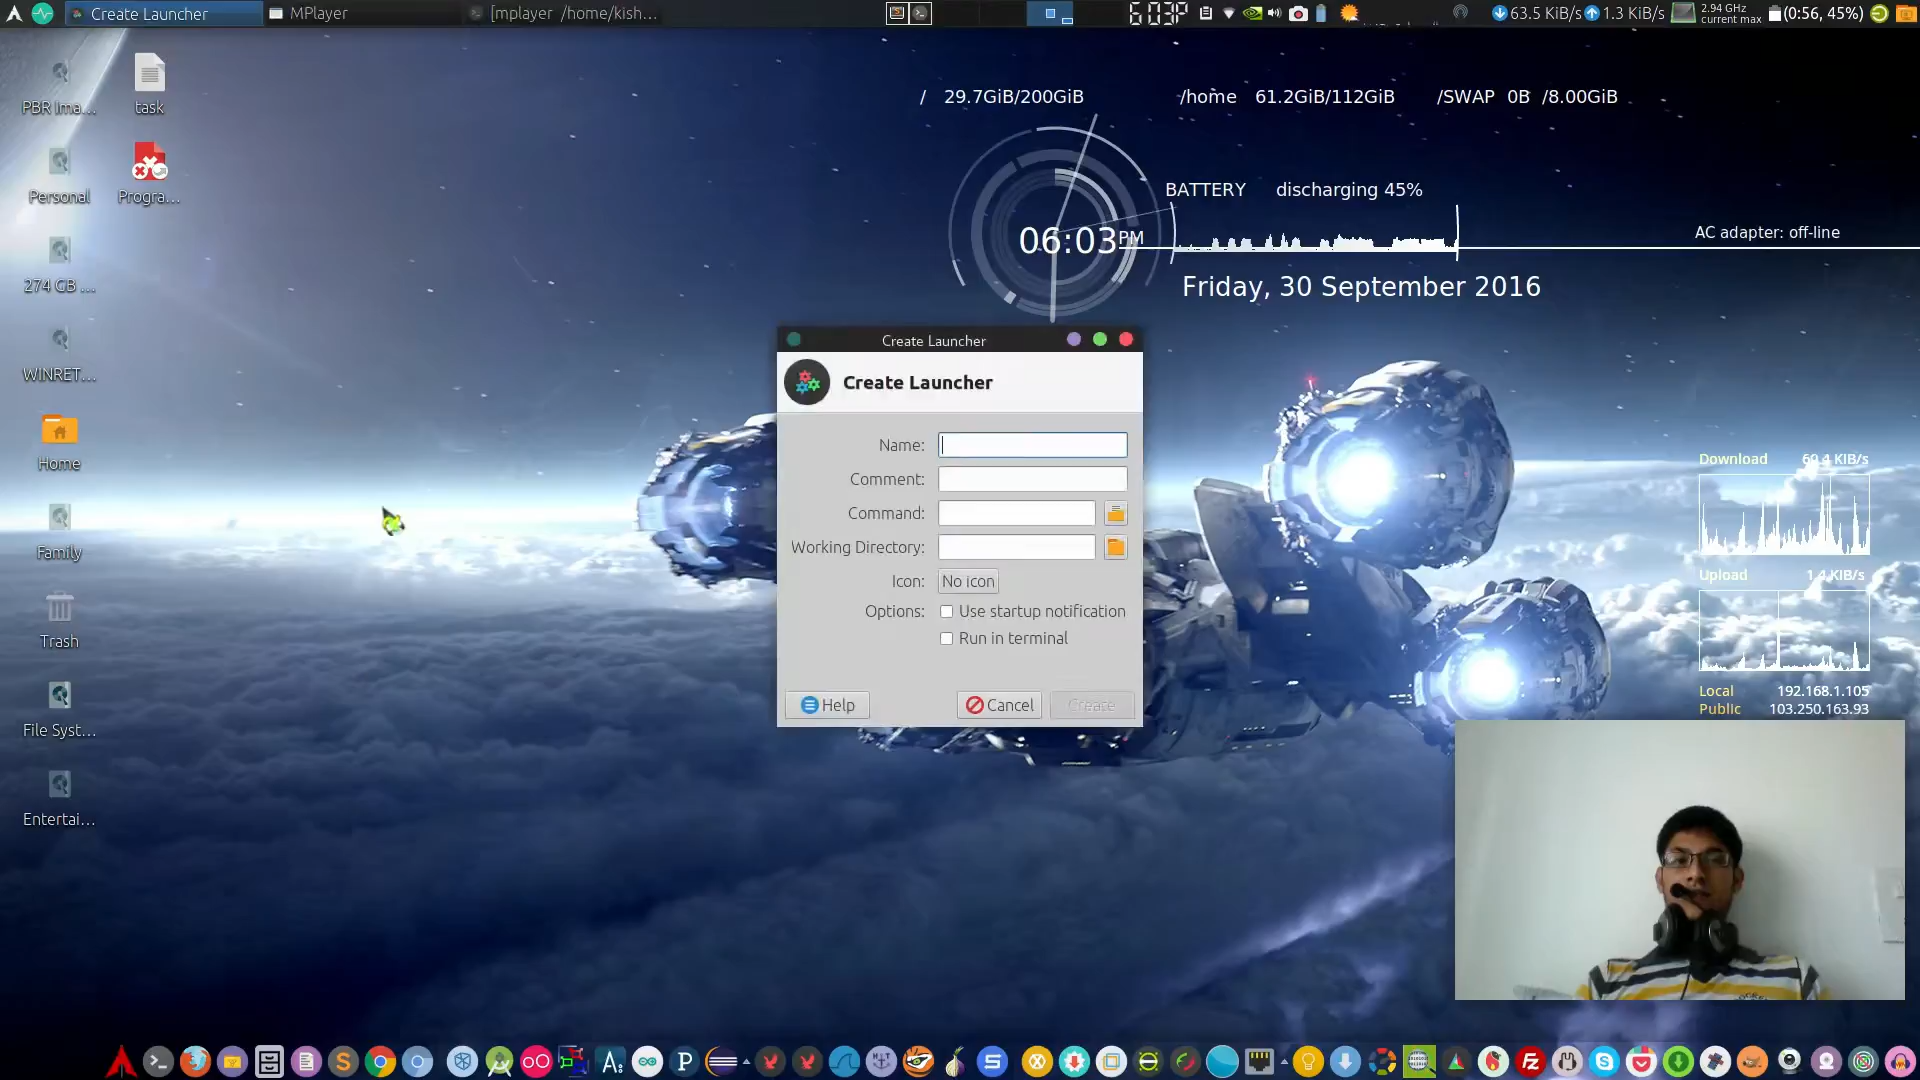 Create Launcher
MPlayer
[mplayer /home/kish...
6:03P
63.5 KiB/s
1.3 KiB/s
2.94 GHz
current max
(0:56, 45%)
PBR Ima...
task
Personal
Progra...
274 GB ...
WINRET...
Home
Family
Trash
File Syst...
Entertai...
/ 29.7GiB/200GiB
/home 61.2GiB/112GiB
/SWAP 0B /8.00GiB
BATTERY discharging 45%
06:03PM
AC adapter: off-line
Friday, 30 September 2016
Create Launcher
Create Launcher
Name:
Comment:
Command:
Working Directory:
Icon: No icon
Options: Use startup notification
Run in terminal
Help
Cancel
Create
Download 69.4 KiB/s
Upload 1.4 KiB/s
Local 192.168.1.105
Public 103.250.163.93